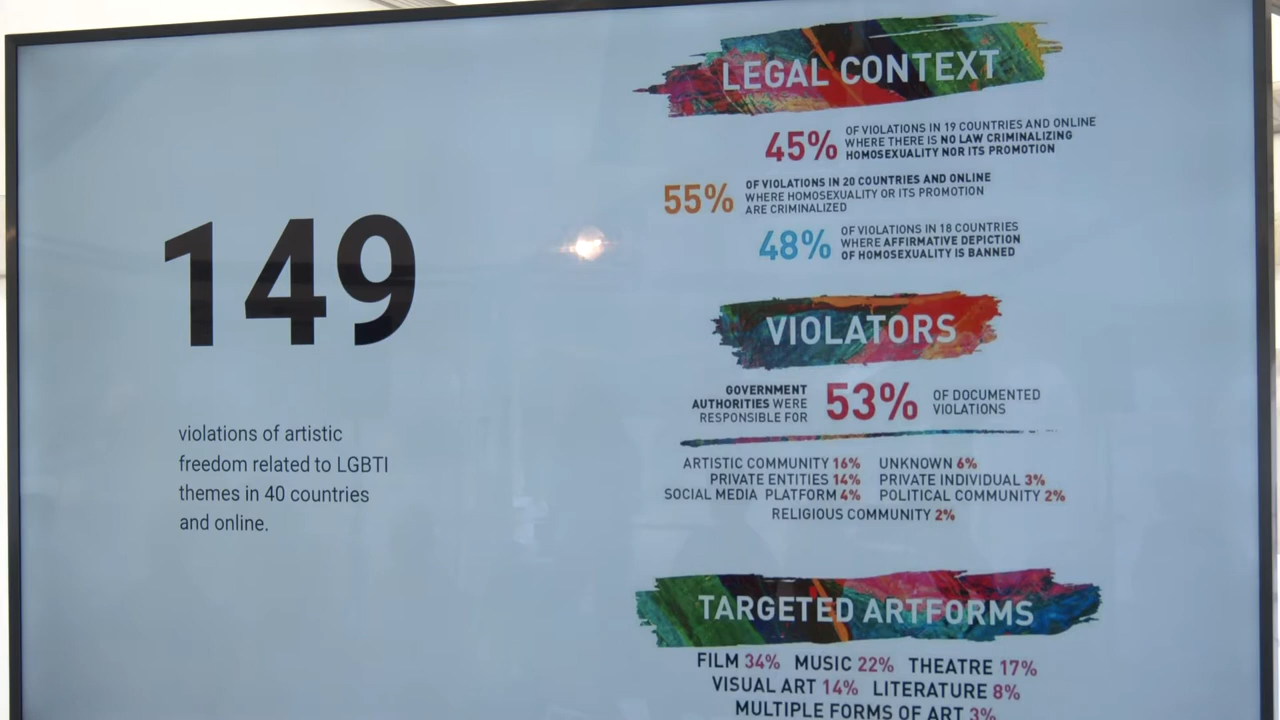 149
violations of artistic
freedom related to LGBTI
themes in 40 countries
and online.
LEGAL CONTEXT
45% OF VIOLATIONS IN 19 COUNTRIES AND ONLINE
WHERE THERE IS NO LAW CRIMINALIZING
HOMOSEXUALITY NOR ITS PROMOTION
55% OF VIOLATIONS IN 20 COUNTRIES AND ONLINE
WHERE HOMOSEXUALITY OR ITS PROMOTION
ARE CRIMINALIZED
48% OF VIOLATIONS IN 18 COUNTRIES
WHERE AFFIRMATIVE DEPICTION
OF HOMOSEXUALITY IS BANNED
VIOLATORS
GOVERNMENT
AUTHORITIES WERE
RESPONSIBLE FOR
53%
OF DOCUMENTED
VIOLATIONS
ARTISTIC COMMUNITY 16% UNKNOWN 6%
PRIVATE ENTITIES 14% PRIVATE INDIVIDUAL 3%
SOCIAL MEDIA PLATFORM 4% POLITICAL COMMUNITY 2%
RELIGIOUS COMMUNITY 2%
TARGETED ARTFORMS
FILM 34% MUSIC 22% THEATRE 17%
VISUAL ART 14% LITERATURE 8%
MULTIPLE FORMS OF ART 3%